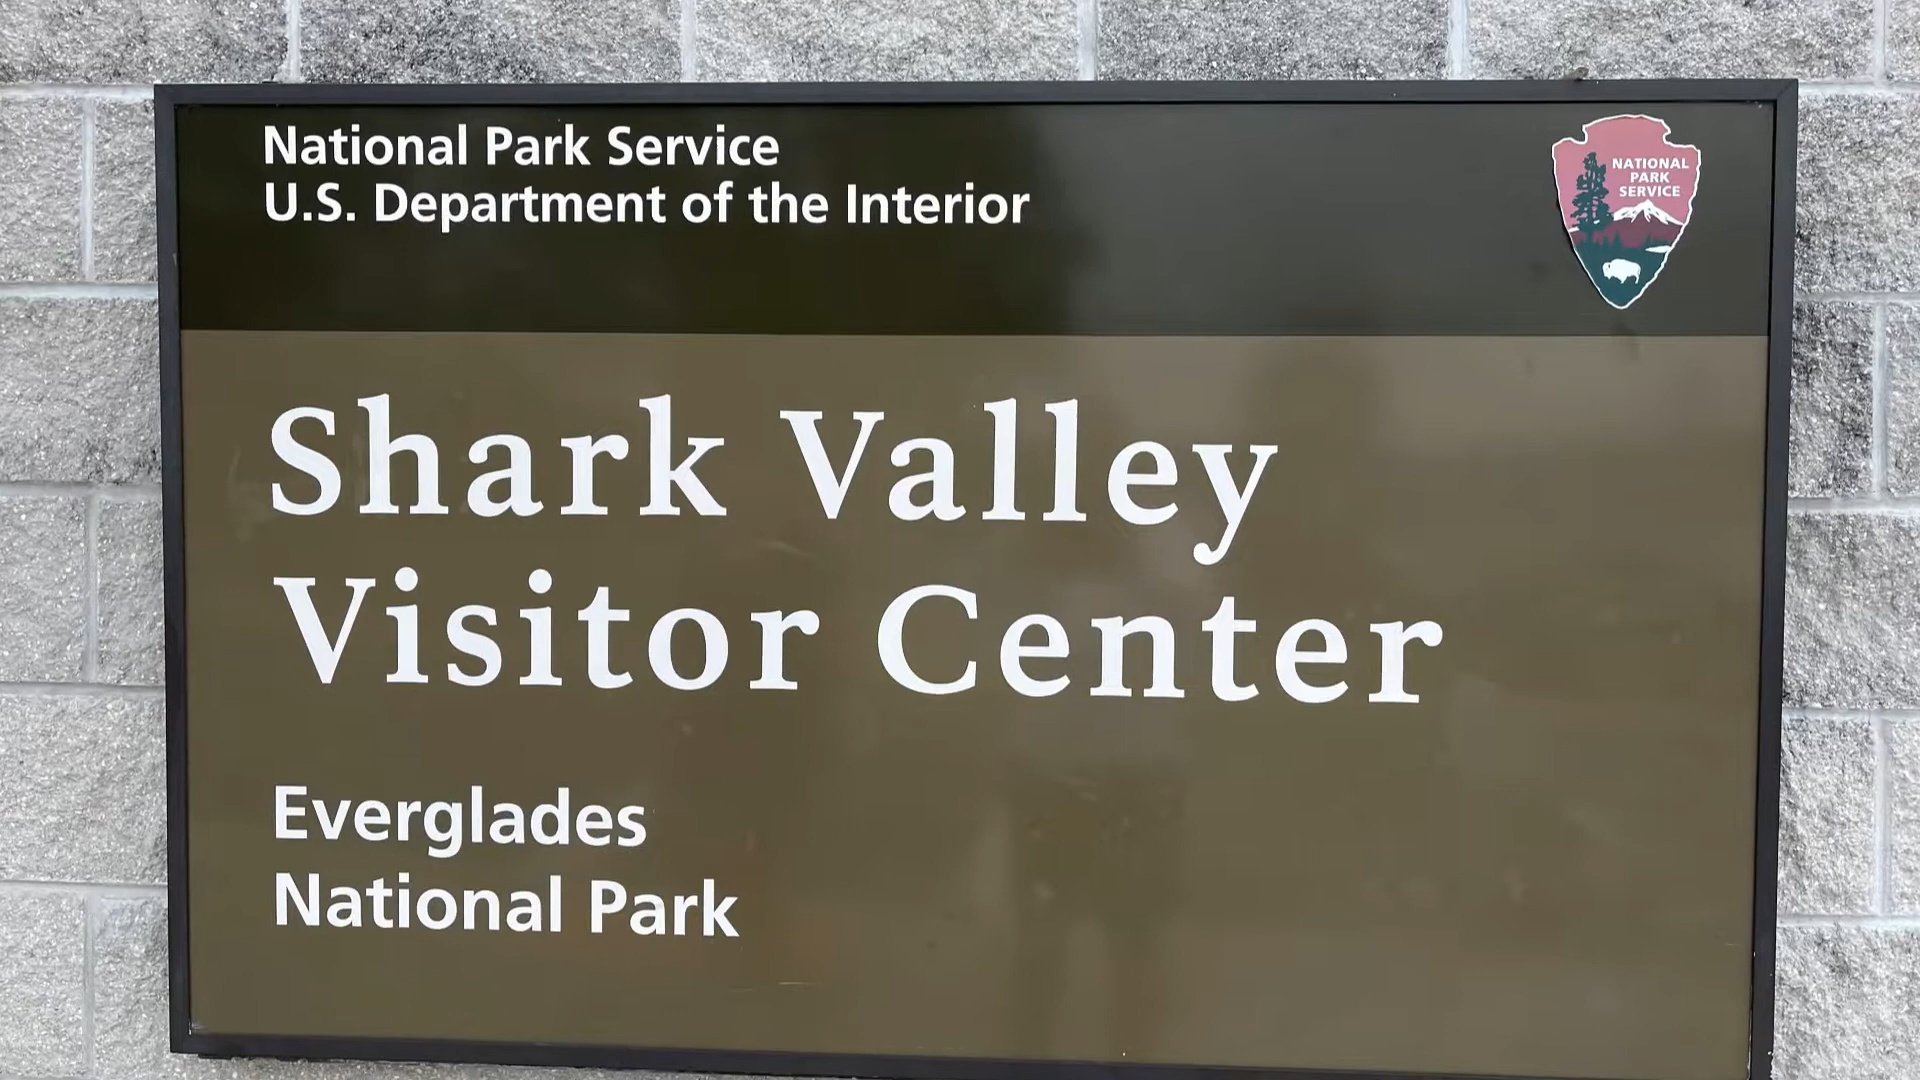 National Park Service
U.S. Department of the Interior
NATIONAL
PARK
SERVICE
Shark Valley
Visitor Center
Everglades
National Park